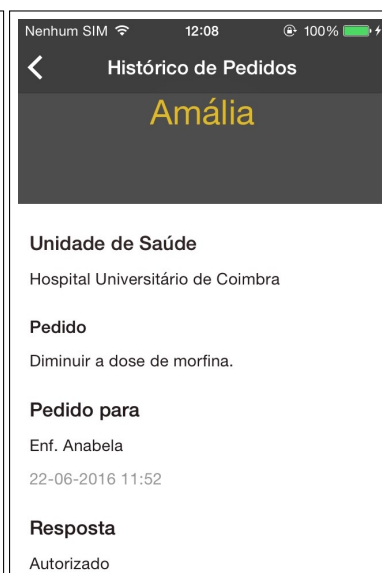 Nenhum SIM 12:08 100%
Histórico de Pedidos
Amália
Unidade de Saúde
Hospital Universitário de Coimbra
Pedido
Diminuir a dose de morfina.
Pedido para
Enf. Anabela
22-06-2016 11:52
Resposta
Autorizado